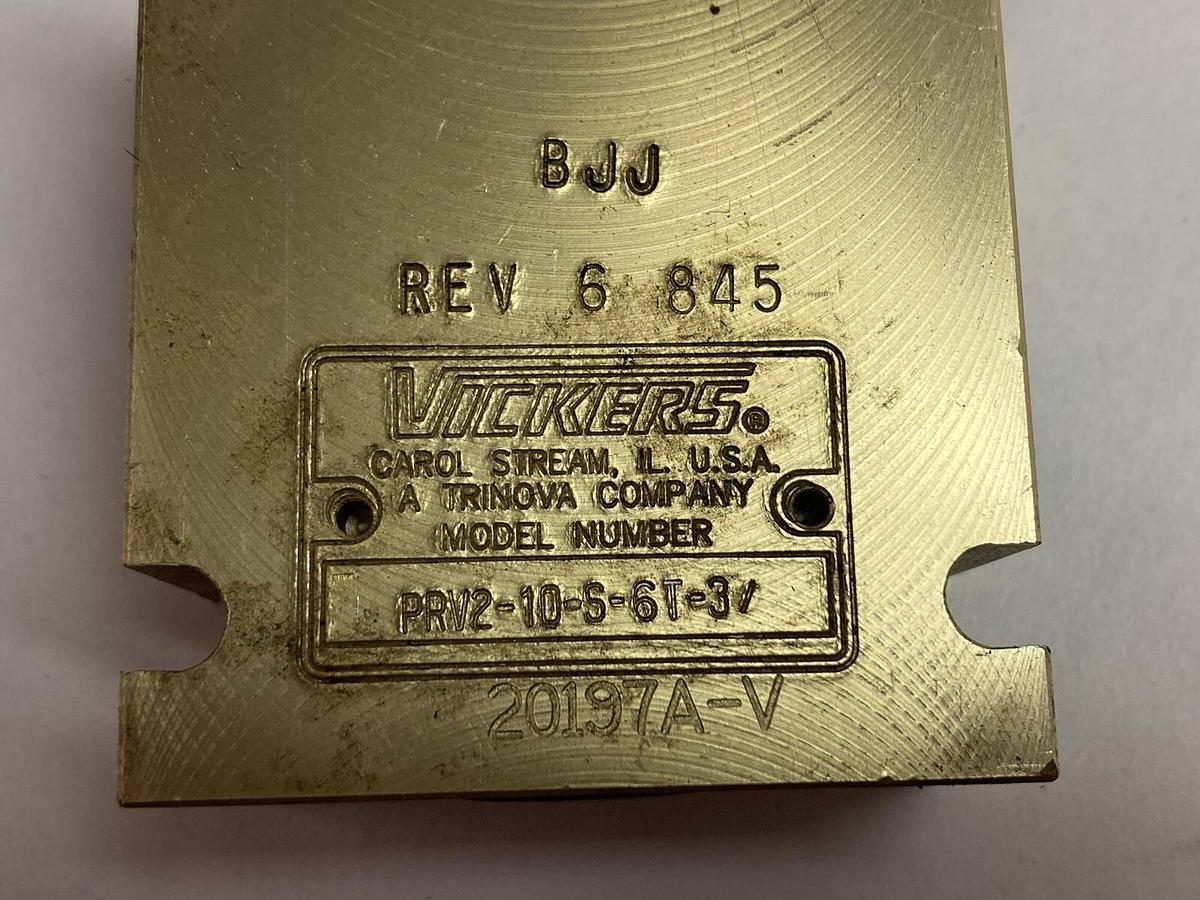 BJJ
REV 6 845
VICKERS®
CAROL STREAM, IL. U.S.A.
A TRINOVA COMPANY
MODEL NUMBER
PRV2-10-S-6T-3/
20197A-V